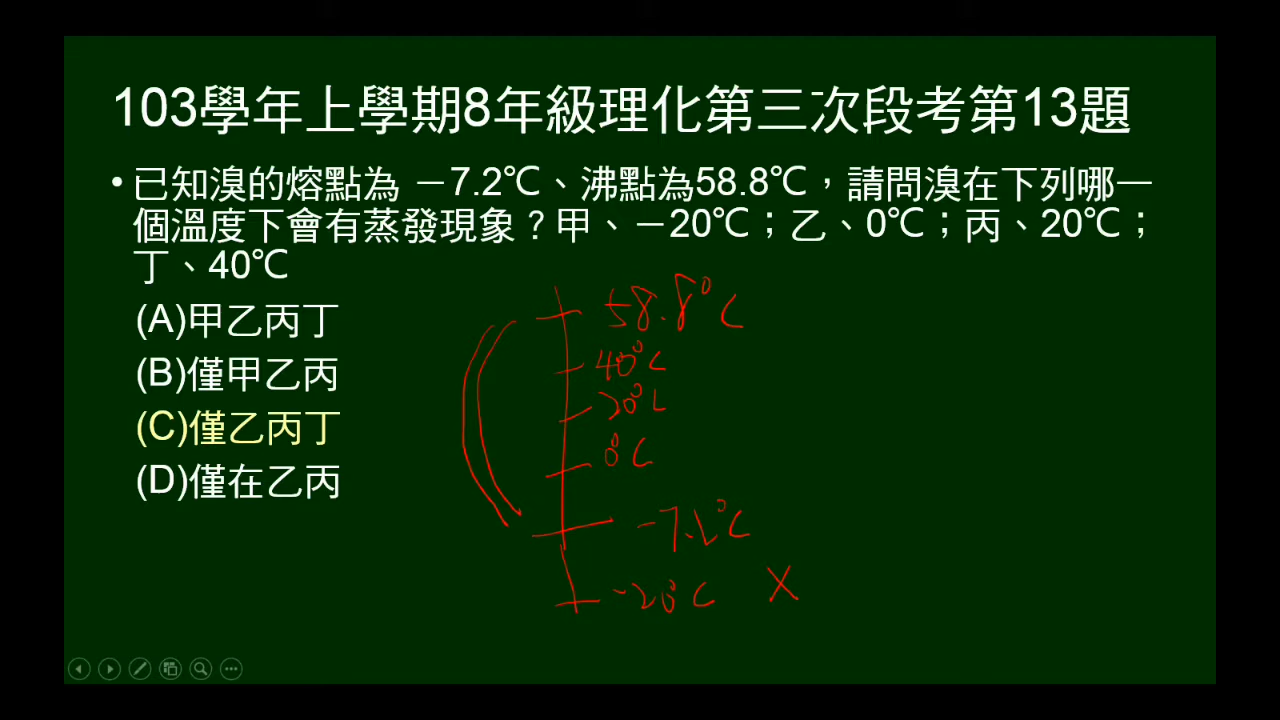 103學年上學期8年級理化第三次段考第13題
• 已知溴的熔點為 －7.2℃、沸點為58.8℃，請問溴在下列哪一
個溫度下會有蒸發現象？甲、－20℃；乙、0℃；丙、20℃；
丁、40℃
(A)甲乙丙丁
(B)僅甲乙丙
(C)僅乙丙丁
(D)僅在乙丙
58.8°C
40°C
20°C
0°C
-7.2°C
-20°C X